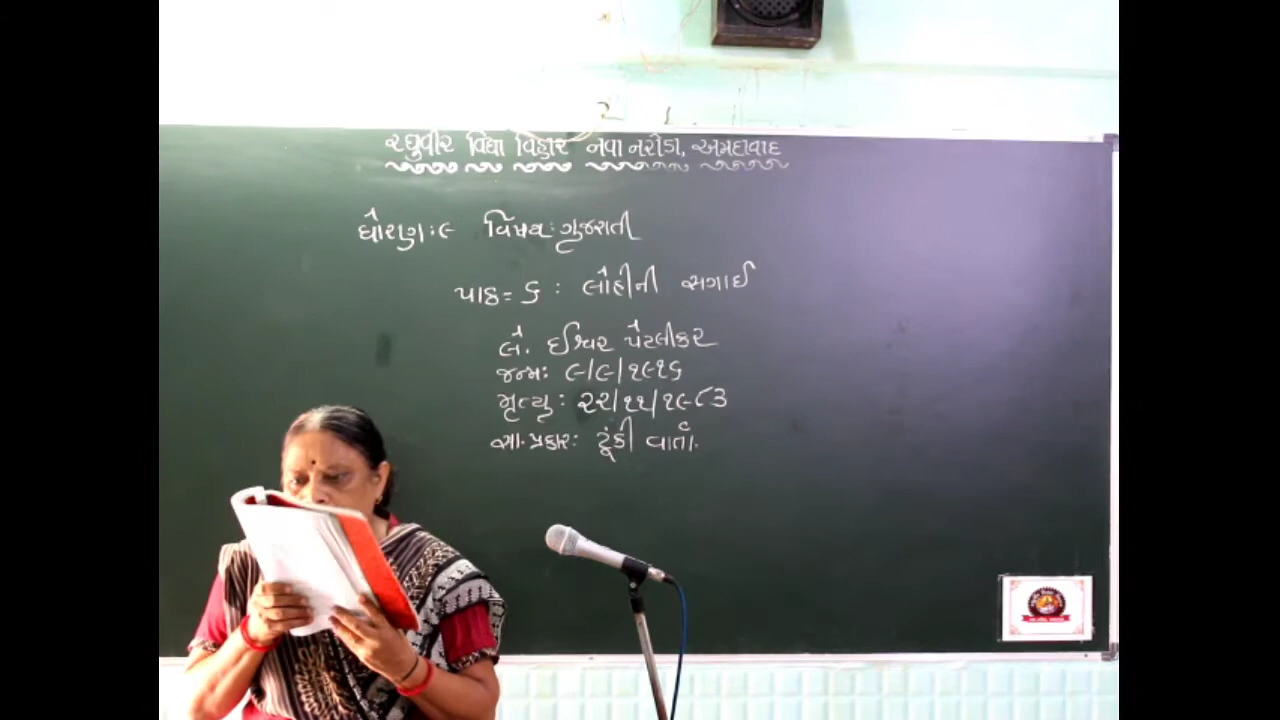 રઘુવીર વિદ્યા વિહાર નવા નરોડા, અમદાવાદ
ધોરણ: ૯ વિષય: ગુજરાતી
પાઠ = ૬ : લોહીની સગાઈ
લે. ઈશ્વર પેટલીકર
જન્મ: ૯/૯/૧૯૧૬
મૃત્યુ: ૨૨/૧૧/૧૯૮૩
સા. પ્રકાર: ટૂંકી વાર્તા.